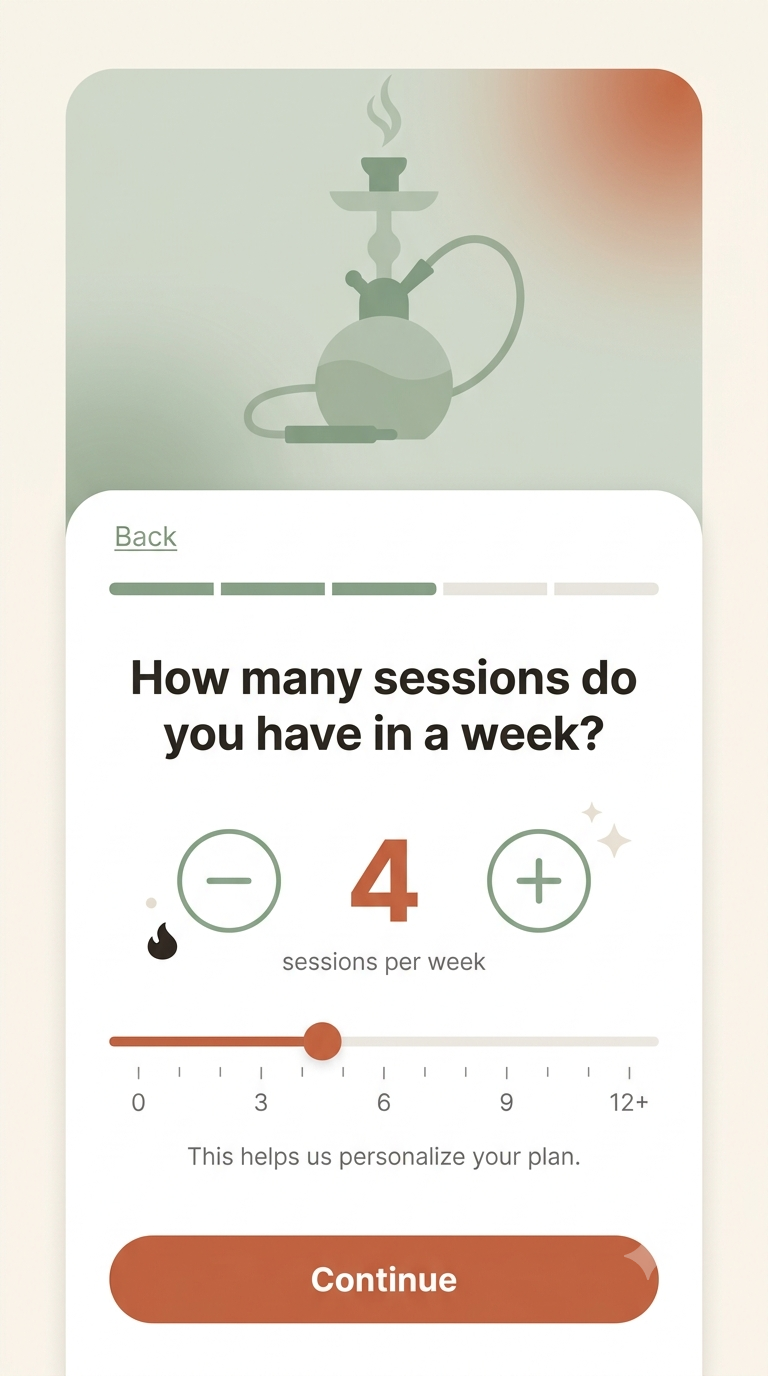 Back
How many sessions do
you have in a week?
4
sessions per week
0 3 6 9 12+
This helps us personalize your plan.
Continue